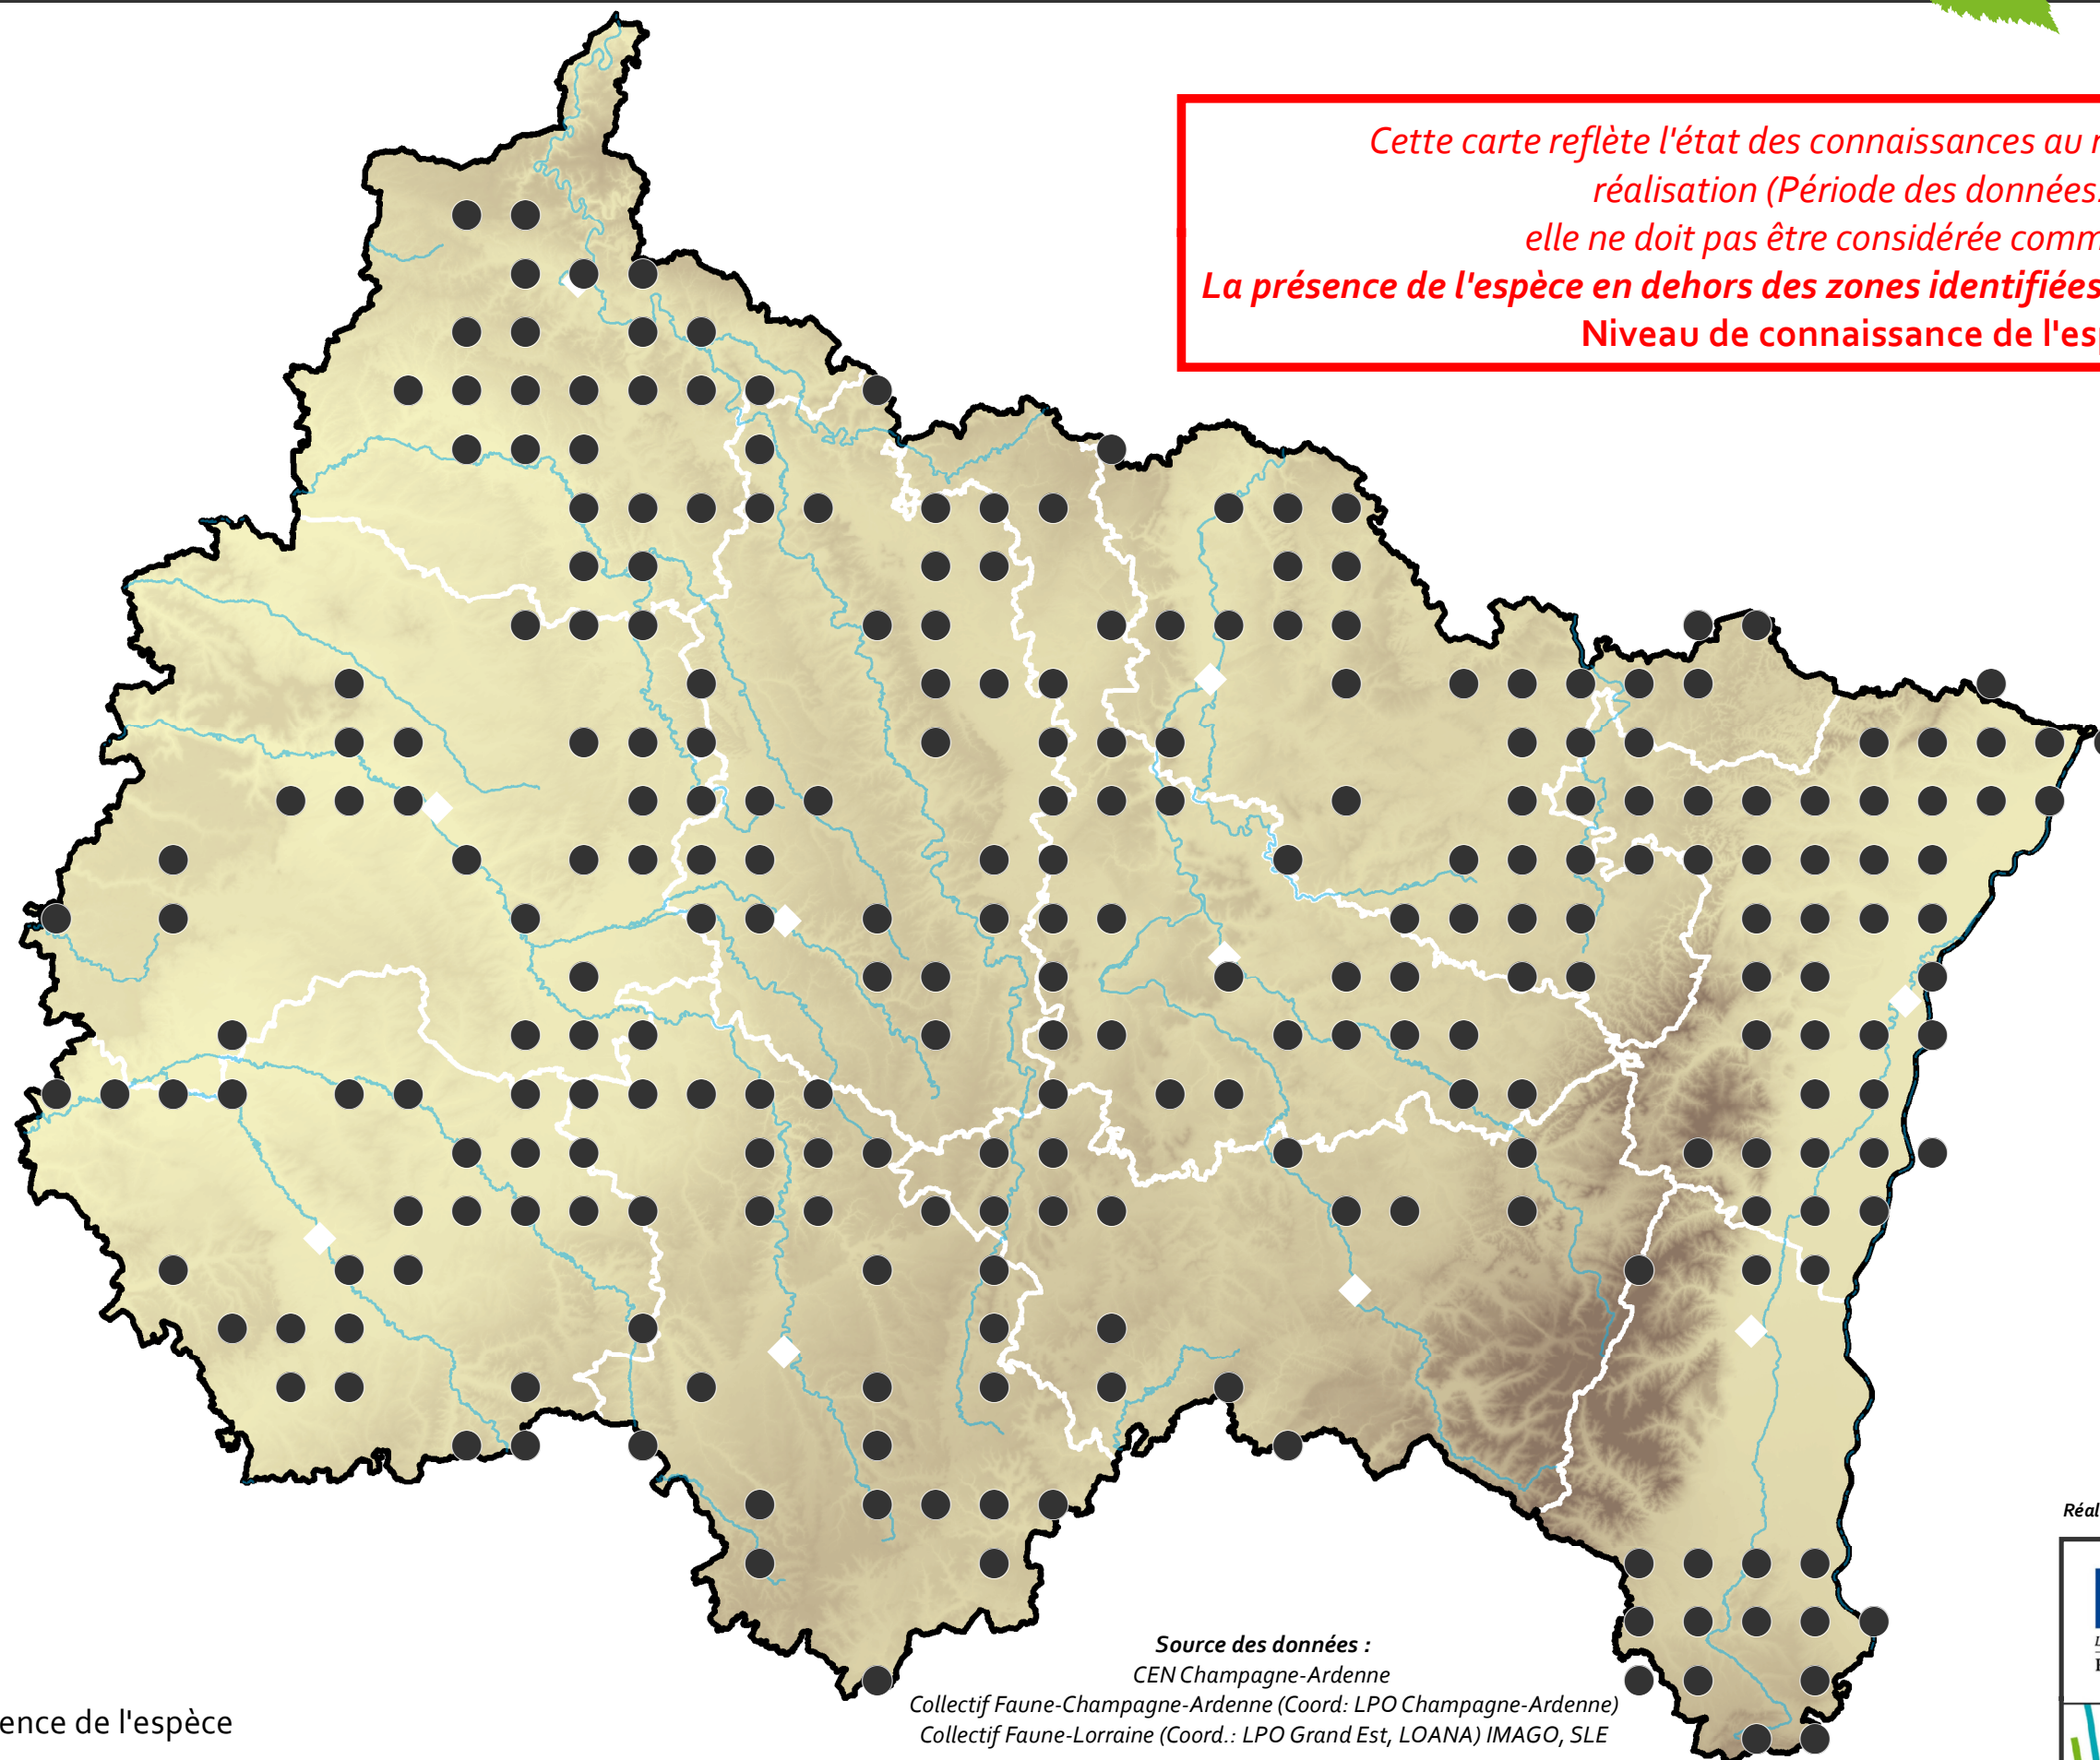 Cette carte reflète l'état des connaissances au
réalisation (Période des données
elle ne doit pas être considérée comm
La présence de l'espèce en dehors des zones identifiées
Niveau de connaissance de l'esp
Réal
Source des données :
CEN Champagne-Ardenne
Collectif Faune-Champagne-Ardenne (Coord: LPO Champagne-Ardenne)
ence de l'espèce
Collectif Faune-Lorraine (Coord.: LPO Grand Est, LOANA) IMAGO, SLE